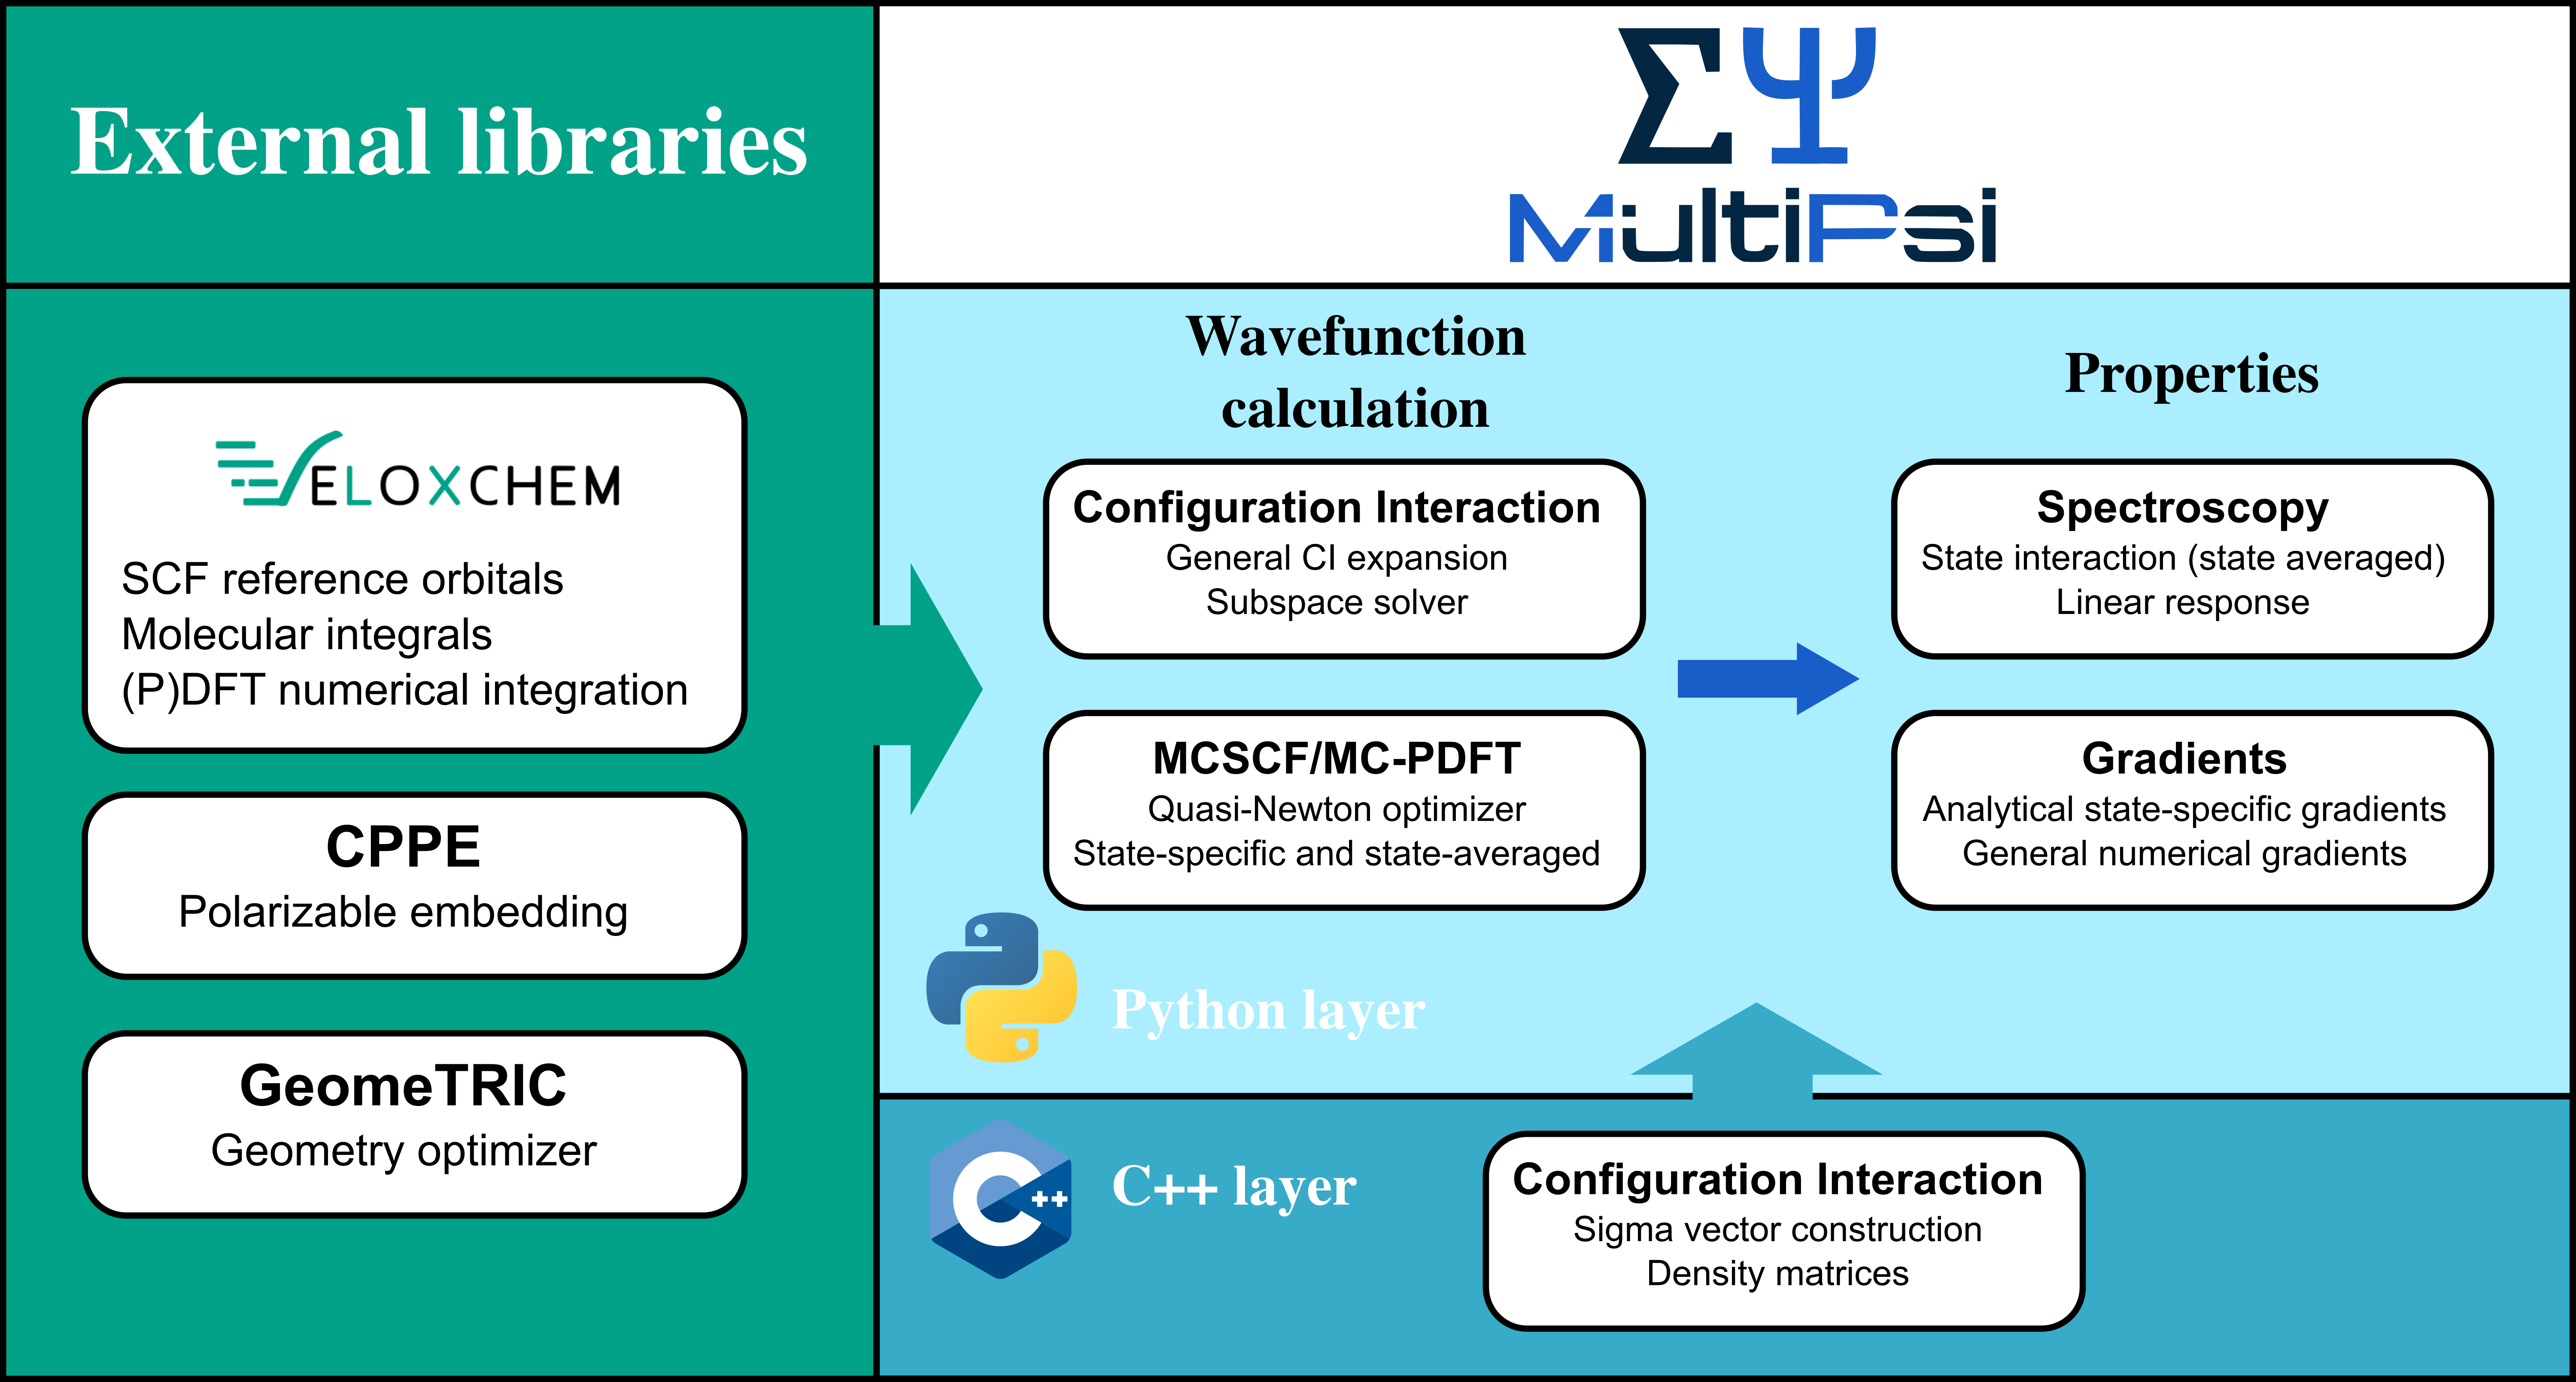 External libraries
ΣΨ
MultiPsi
VELOXCHEM
SCF reference orbitals
Molecular integrals
(P)DFT numerical integration
CPPE
Polarizable embedding
GeomeTRIC
Geometry optimizer
Wavefunction
calculation
Configuration Interaction
General CI expansion
Subspace solver
MCSCF/MC-PDFT
Quasi-Newton optimizer
State-specific and state-averaged
Properties
Spectroscopy
State interaction (state averaged)
Linear response
Gradients
Analytical state-specific gradients
General numerical gradients
Python layer
C++
C++ layer
Configuration Interaction
Sigma vector construction
Density matrices